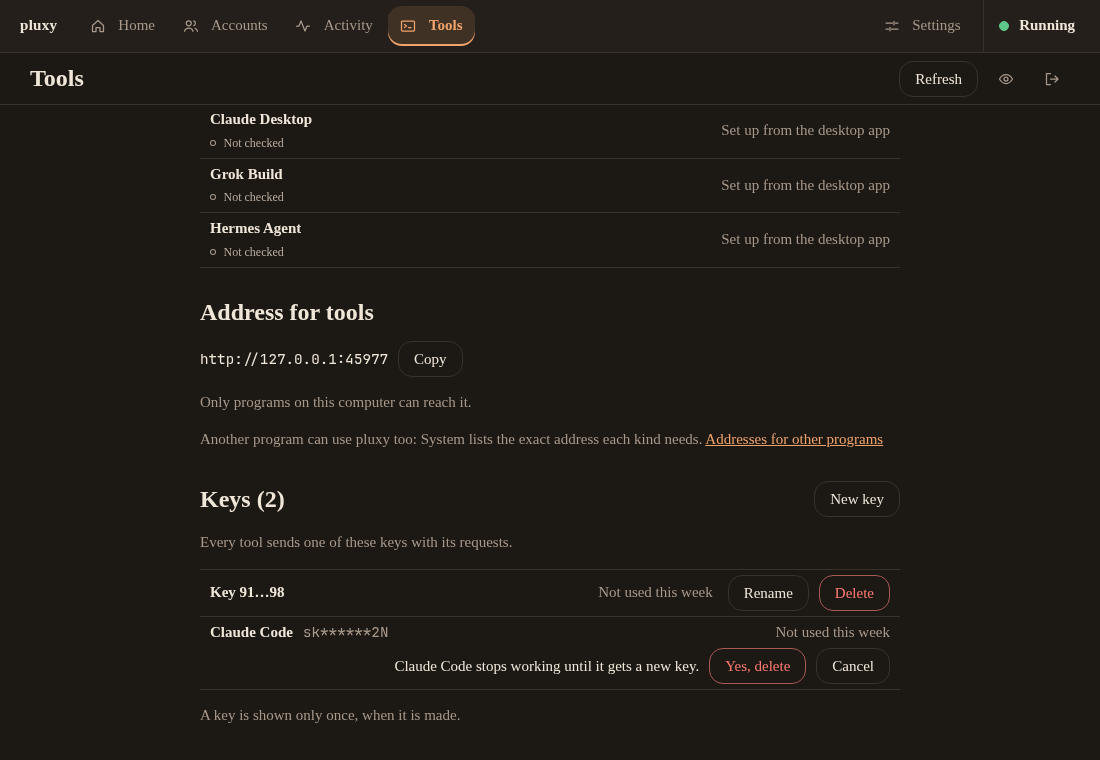 pluxy
Home
Accounts
Activity
Tools
Settings
Running
Tools
Refresh
Claude Desktop
Not checked
Set up from the desktop app
Grok Build
Not checked
Set up from the desktop app
Hermes Agent
Not checked
Set up from the desktop app
Address for tools
http://127.0.0.1:45977
Copy
Only programs on this computer can reach it.
Another program can use pluxy too: System lists the exact address each kind needs. Addresses for other programs
Keys (2)
New key
Every tool sends one of these keys with its requests.
Key 91…98
Not used this week
Rename
Delete
Claude Code sk******2N
Not used this week
Claude Code stops working until it gets a new key.
Yes, delete
Cancel
A key is shown only once, when it is made.